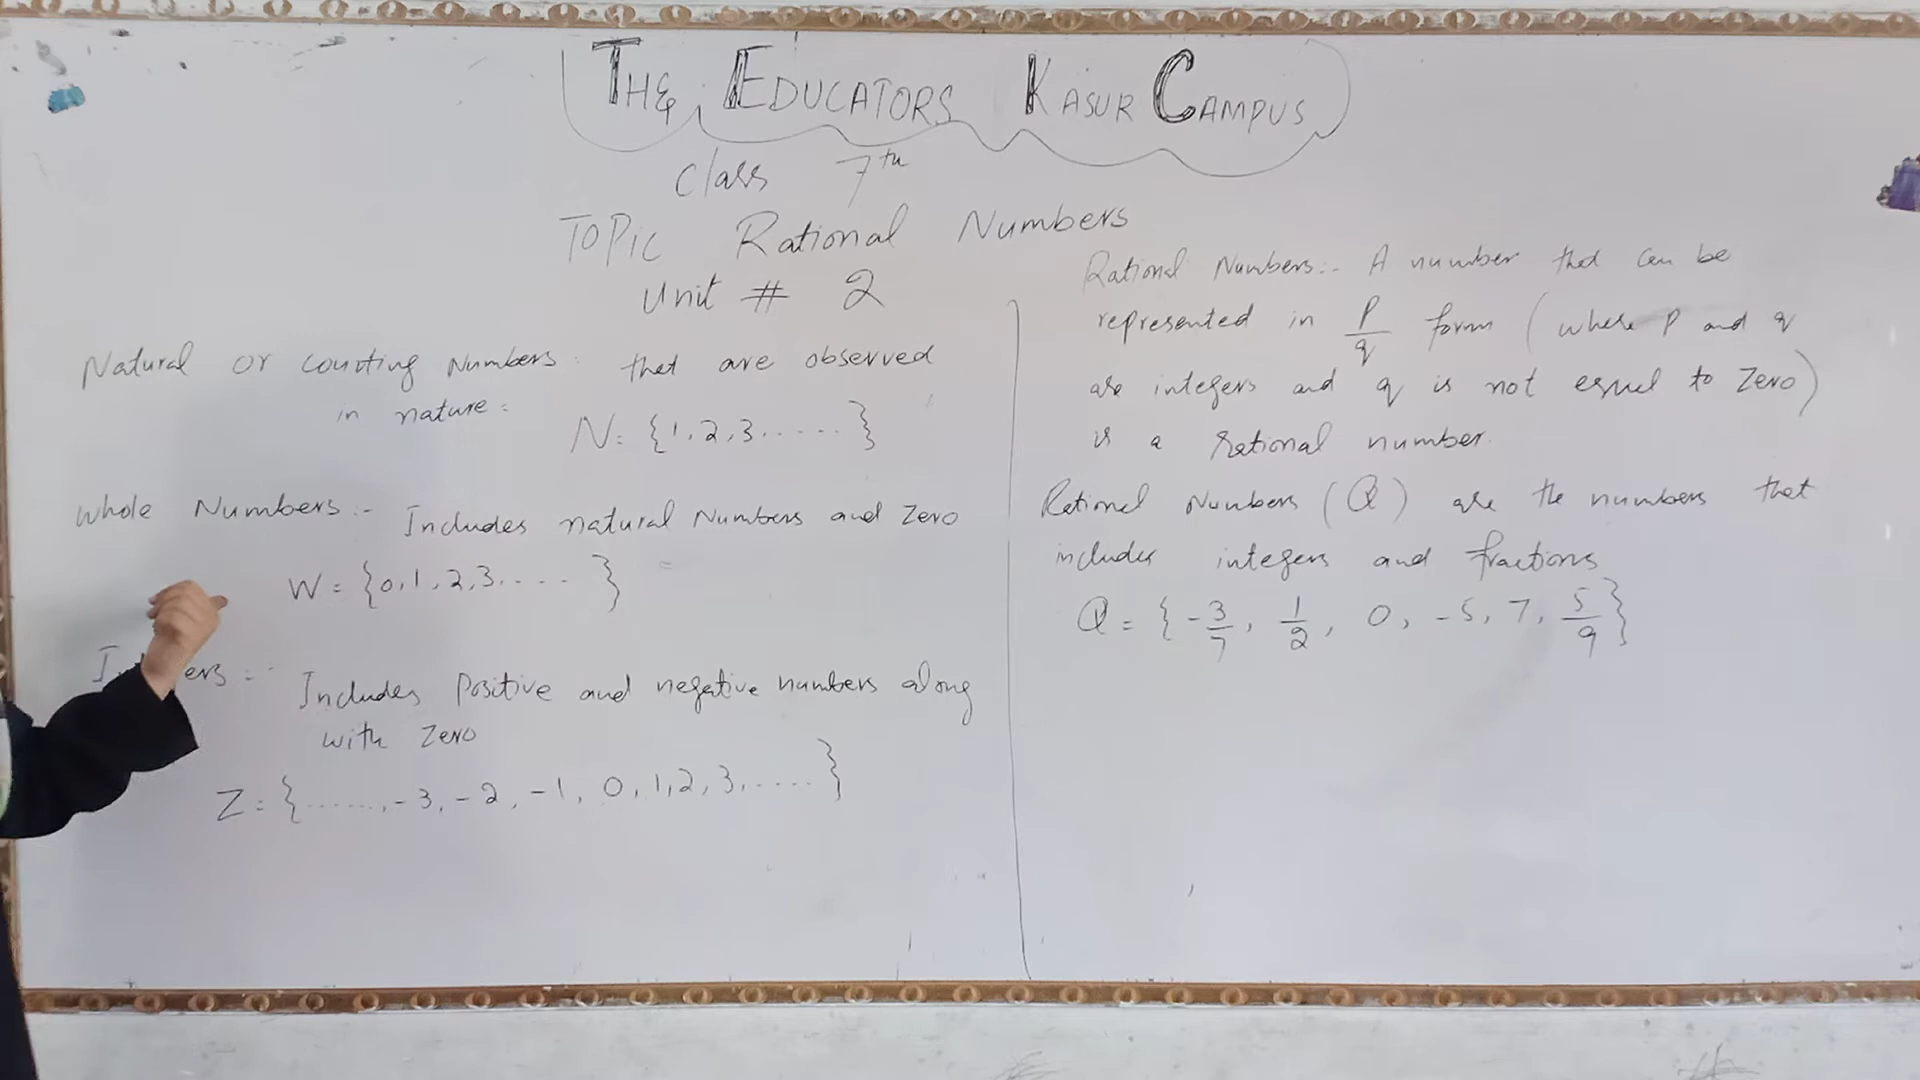 THE EDUCATORS KASUR CAMPUS
Class 7th
Topic Rational Numbers
Unit # 2
Natural or counting Numbers: that are observed
in nature:
N = {1, 2, 3, ......}
Whole Numbers:- Includes natural Numbers and Zero
W = {0, 1, 2, 3, .... }
ers:-
Includes positive and negative numbers along
with Zero
Z = {......, -3, -2, -1, 0, 1, 2, 3, .....}
Rational Numbers:- A number that can be
represented in p/q form (where p and q
are integers and q is not equal to Zero)
is a rational number.
Rational Numbers (Q) are the numbers that
includes integers and fractions
Q = {-3/7, 1/2, 0, -5, 7, 5/9}